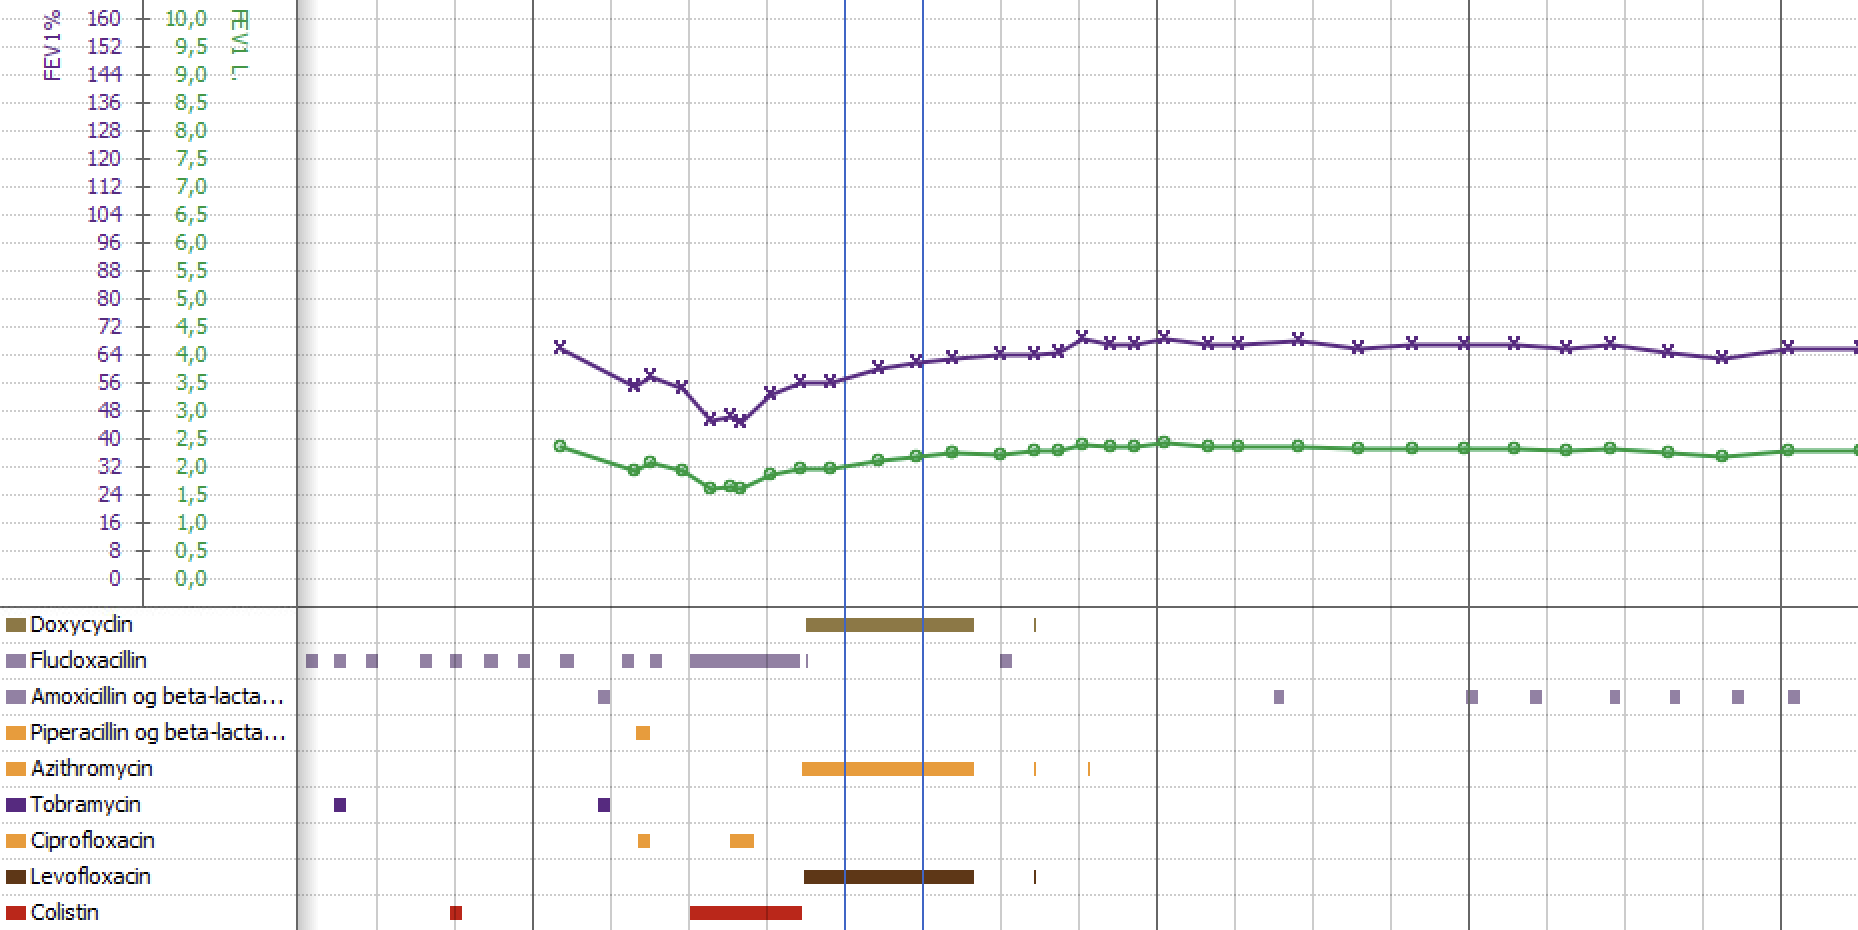 FEV1%
FEV1 L.
160 10,0
152 9,5
144 9,0
136 8,5
128 8,0
120 7,5
112 7,0
104 6,5
96 6,0
88 5,5
80 5,0
72 4,5
64 4,0
56 3,5
48 3,0
40 2,5
32 2,0
24 1,5
16 1,0
8 0,5
0 0,0
Doxycyclin
Flucloxacillin
Amoxicillin og beta-lacta...
Piperacillin og beta-lacta...
Azithromycin
Tobramycin
Ciprofloxacin
Levofloxacin
Colistin